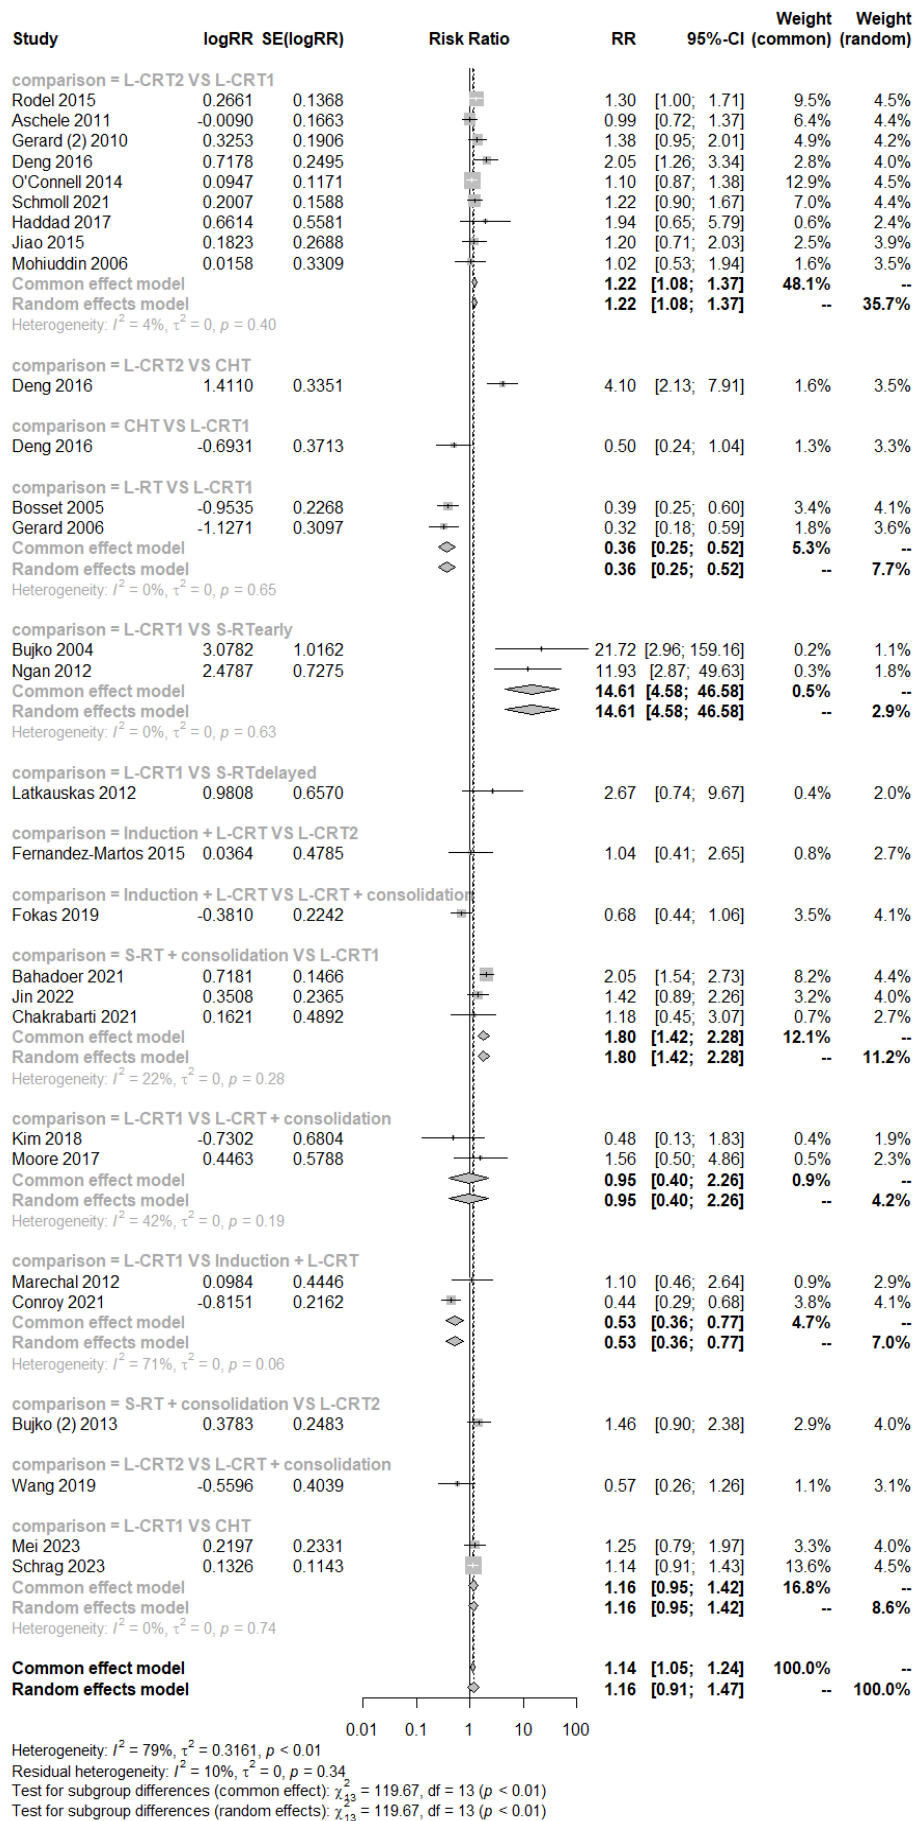 Weight Weight
Study logRR SE(logRR) Risk Ratio RR 95%-CI (common) (random)
comparison = L-CRT2 VS L-CRT1
Rodel 2015 0.2661 0.1368 1.30 [1.00; 1.71] 9.5% 4.5%
Aschele 2011 -0.0090 0.1663 0.99 [0.72; 1.37] 6.4% 4.4%
Gerard (2) 2010 0.3253 0.1906 1.38 [0.95; 2.01] 4.9% 4.2%
Deng 2016 0.7178 0.2495 2.05 [1.26; 3.34] 2.8% 4.0%
O'Connell 2014 0.0947 0.1171 1.10 [0.87; 1.38] 12.9% 4.5%
Schmoll 2021 0.2007 0.1588 1.22 [0.90; 1.67] 7.0% 4.4%
Haddad 2017 0.6614 0.5581 1.94 [0.65; 5.79] 0.6% 2.4%
Jiao 2015 0.1823 0.2688 1.20 [0.71; 2.03] 2.5% 3.9%
Mohiuddin 2006 0.0158 0.3309 1.02 [0.53; 1.94] 1.6% 3.5%
Common effect model 1.22 [1.08; 1.37] 48.1% --
Random effects model 1.22 [1.08; 1.37] -- 35.7%
Heterogeneity: I² = 4%, τ² = 0, p = 0.40
comparison = L-CRT2 VS CHT
Deng 2016 1.4110 0.3351 4.10 [2.13; 7.91] 1.6% 3.5%
comparison = CHT VS L-CRT1
Deng 2016 -0.6931 0.3713 0.50 [0.24; 1.04] 1.3% 3.3%
comparison = L-RT VS L-CRT1
Bosset 2005 -0.9535 0.2268 0.39 [0.25; 0.60] 3.4% 4.1%
Gerard 2006 -1.1271 0.3097 0.32 [0.18; 0.59] 1.8% 3.6%
Common effect model 0.36 [0.25; 0.52] 5.3% --
Random effects model 0.36 [0.25; 0.52] -- 7.7%
Heterogeneity: I² = 0%, τ² = 0, p = 0.65
comparison = L-CRT1 VS S-RTearly
Bujko 2004 3.0782 1.0162 21.72 [2.96; 159.16] 0.2% 1.1%
Ngan 2012 2.4787 0.7275 11.93 [2.87; 49.63] 0.3% 1.8%
Common effect model 14.61 [4.58; 46.58] 0.5% --
Random effects model 14.61 [4.58; 46.58] -- 2.9%
Heterogeneity: I² = 0%, τ² = 0, p = 0.63
comparison = L-CRT1 VS S-RTdelayed
Latkauskas 2012 0.9808 0.6570 2.67 [0.74; 9.67] 0.4% 2.0%
comparison = Induction + L-CRT VS L-CRT2
Fernandez-Martos 2015 0.0364 0.4785 1.04 [0.41; 2.65] 0.8% 2.7%
comparison = Induction + L-CRT VS L-CRT + consolidation
Fokas 2019 -0.3810 0.2242 0.68 [0.44; 1.06] 3.5% 4.1%
comparison = S-RT + consolidation VS L-CRT1
Bahadoer 2021 0.7181 0.1466 2.05 [1.54; 2.73] 8.2% 4.4%
Jin 2022 0.3508 0.2365 1.42 [0.89; 2.26] 3.2% 4.0%
Chakrabarti 2021 0.1621 0.4892 1.18 [0.45; 3.07] 0.7% 2.7%
Common effect model 1.80 [1.42; 2.28] 12.1% --
Random effects model 1.80 [1.42; 2.28] -- 11.2%
Heterogeneity: I² = 22%, τ² = 0, p = 0.28
comparison = L-CRT1 VS L-CRT + consolidation
Kim 2018 -0.7302 0.6804 0.48 [0.13; 1.83] 0.4% 1.9%
Moore 2017 0.4463 0.5788 1.56 [0.50; 4.86] 0.5% 2.3%
Common effect model 0.95 [0.40; 2.26] 0.9% --
Random effects model 0.95 [0.40; 2.26] -- 4.2%
Heterogeneity: I² = 42%, τ² = 0, p = 0.19
comparison = L-CRT1 VS Induction + L-CRT
Marechal 2012 0.0984 0.4446 1.10 [0.46; 2.64] 0.9% 2.9%
Conroy 2021 -0.8151 0.2162 0.44 [0.29; 0.68] 3.8% 4.1%
Common effect model 0.53 [0.36; 0.77] 4.7% --
Random effects model 0.53 [0.36; 0.77] -- 7.0%
Heterogeneity: I² = 71%, τ² = 0, p = 0.06
comparison = S-RT + consolidation VS L-CRT2
Bujko (2) 2013 0.3783 0.2483 1.46 [0.90; 2.38] 2.9% 4.0%
comparison = L-CRT2 VS L-CRT + consolidation
Wang 2019 -0.5596 0.4039 0.57 [0.26; 1.26] 1.1% 3.1%
comparison = L-CRT1 VS CHT
Mei 2023 0.2197 0.2331 1.25 [0.79; 1.97] 3.3% 4.0%
Schrag 2023 0.1326 0.1143 1.14 [0.91; 1.43] 13.6% 4.5%
Common effect model 1.16 [0.95; 1.42] 16.8% --
Random effects model 1.16 [0.95; 1.42] -- 8.6%
Heterogeneity: I² = 0%, τ² = 0, p = 0.74
Common effect model 1.14 [1.05; 1.24] 100.0% --
Random effects model 1.16 [0.91; 1.47] -- 100.0%
0.01 0.1 1 10 100
Heterogeneity: I² = 79%, τ² = 0.3161, p < 0.01
Residual heterogeneity: I² = 10%, τ² = 0, p = 0.34
Test for subgroup differences (common effect): χ²₁₃ = 119.67, df = 13 (p < 0.01)
Test for subgroup differences (random effects): χ²₁₃ = 119.67, df = 13 (p < 0.01)